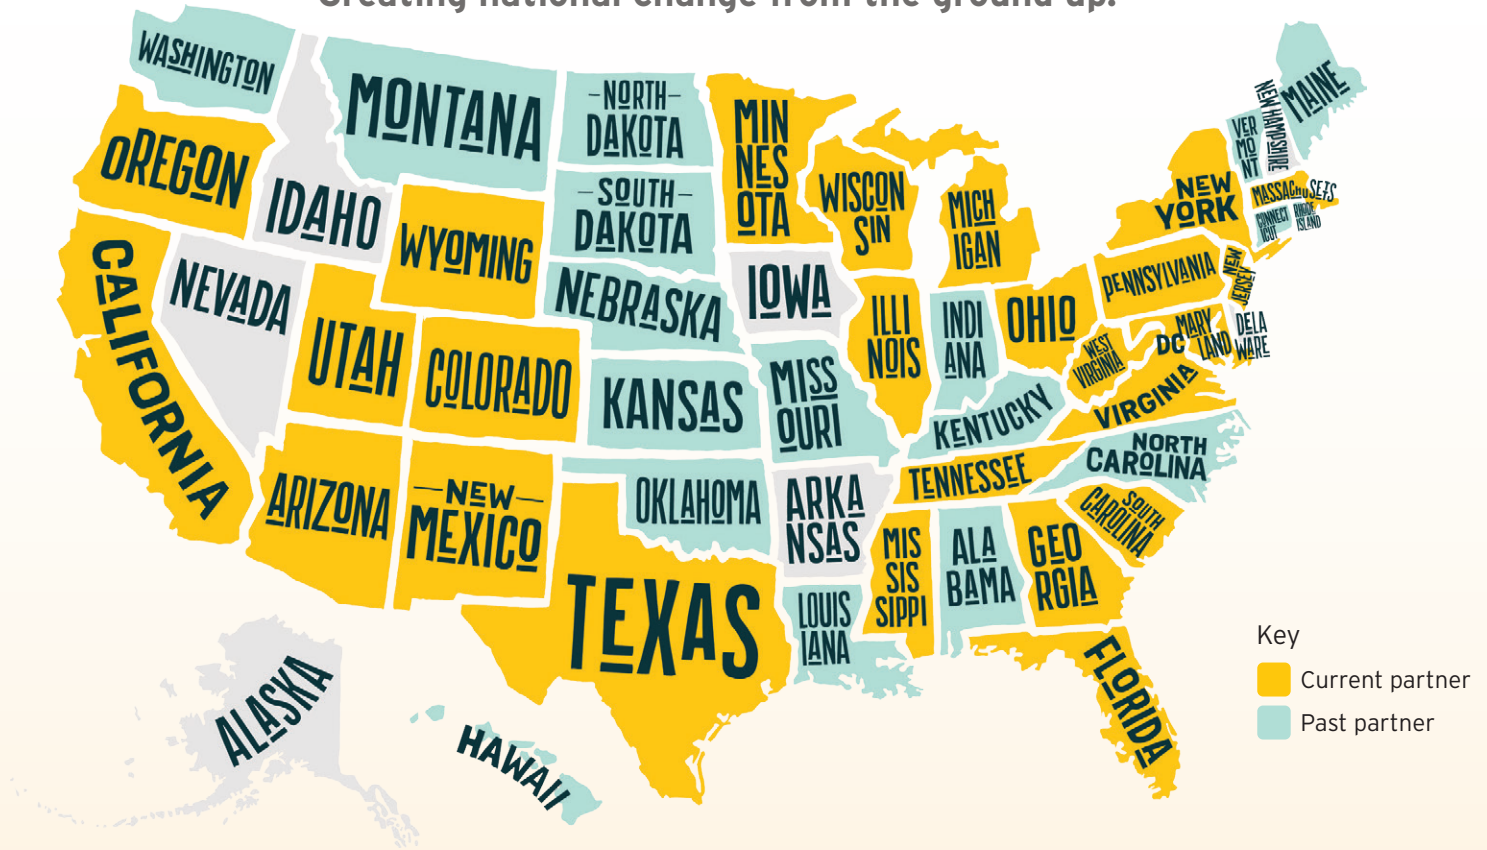 Creating national change from the ground up.
WASHINGTON
MONTANA
-NORTH-
DAKOTA
MIN
NES
OTA
OREGON
IDAHO
WYOMING
-SOUTH-
DAKOTA
WISCON
SIN
MICH
IGAN
NEW
YORK
VER
MO
NT
NEW HAMPSHIRE
MAINE
MASSACHUSETS
CONNECT
ICUT
RHODE
ISLAND
CALIFORNIA
NEVADA
UTAH
COLORADO
NEBRASKA
IOWA
ILLI
NOIS
INDI
ANA
OHIO
PENNSYLVANIA
NEW
JERSEY
WEST
VIRGINIA
DC
MARY
LAND
DELA
WARE
KANSAS
MISS
OURI
KENTUCKY
VIRGINIA
ARIZONA
-NEW-
MEXICO
OKLAHOMA
ARKA
NSAS
TENNESSEE
NORTH
CAROLINA
SOUTH
CAROLINA
TEXAS
LOUIS
IANA
MIS
SIS
SIPPI
ALA
BAMA
GEO
RGIA
FLORIDA
ALASKA
HAWAII
Key
Current partner
Past partner